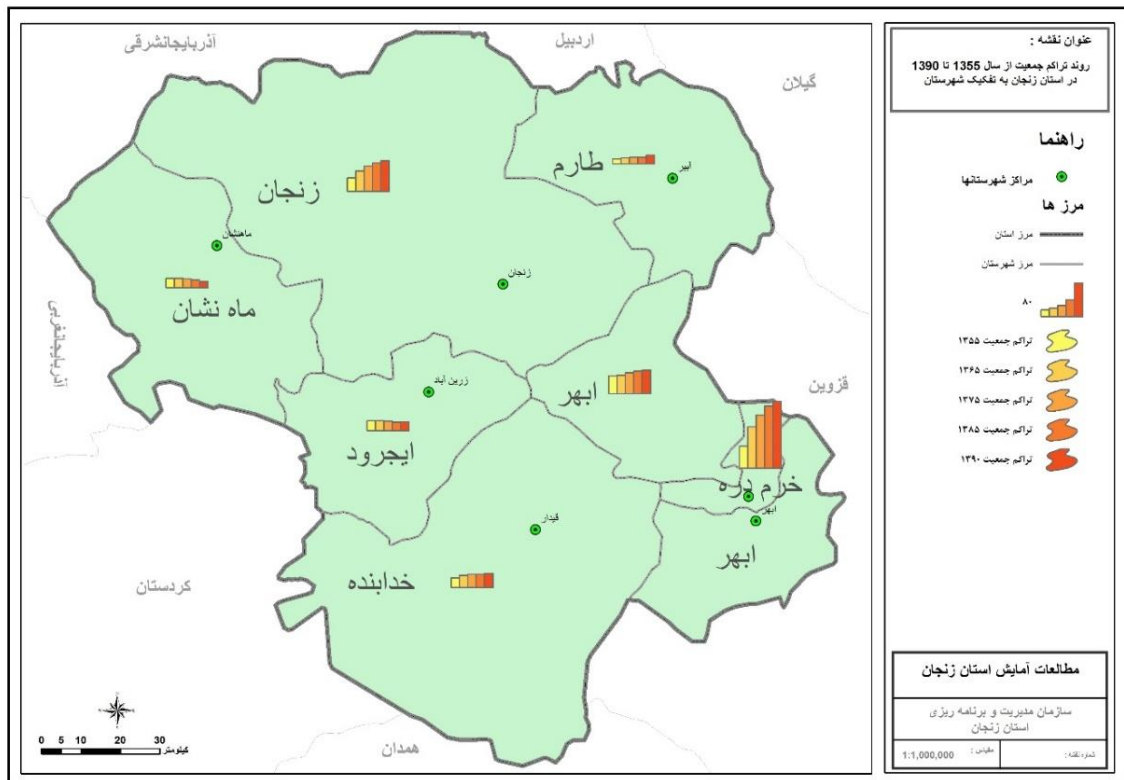 عنوان نقشه :
روند تراکم جمعیت از سال 1355 تا 1390
در استان زنجان به تفکیک شهرستان
راهنما
مراکز شهرستانها
مرز ها
مرز استان
مرز شهرستان
۸۰
تراکم جمعیت ۱۳۵۵
تراکم جمعیت ۱۳۶۵
تراکم جمعیت ۱۳۷۵
تراکم جمعیت ۱۳۸۵
تراکم جمعیت ۱۳۹۰
مطالعات آمایش استان زنجان
سازمان مدیریت و برنامه ریزی
استان زنجان
شماره نقشه :
مقیاس : 1:1,000,000
اردبیل
آذربایجانشرقی
گیلان
طارم
آببر
زنجان
ماهنشان
زنجان
ماه نشان
آذربایجانغربی
قزوین
ابهر
زرین آباد
ایجرود
خرم دره
ابهر
قیدار
ابهر
خدابنده
کردستان
همدان
0 5 10 20 30
کیلومتر